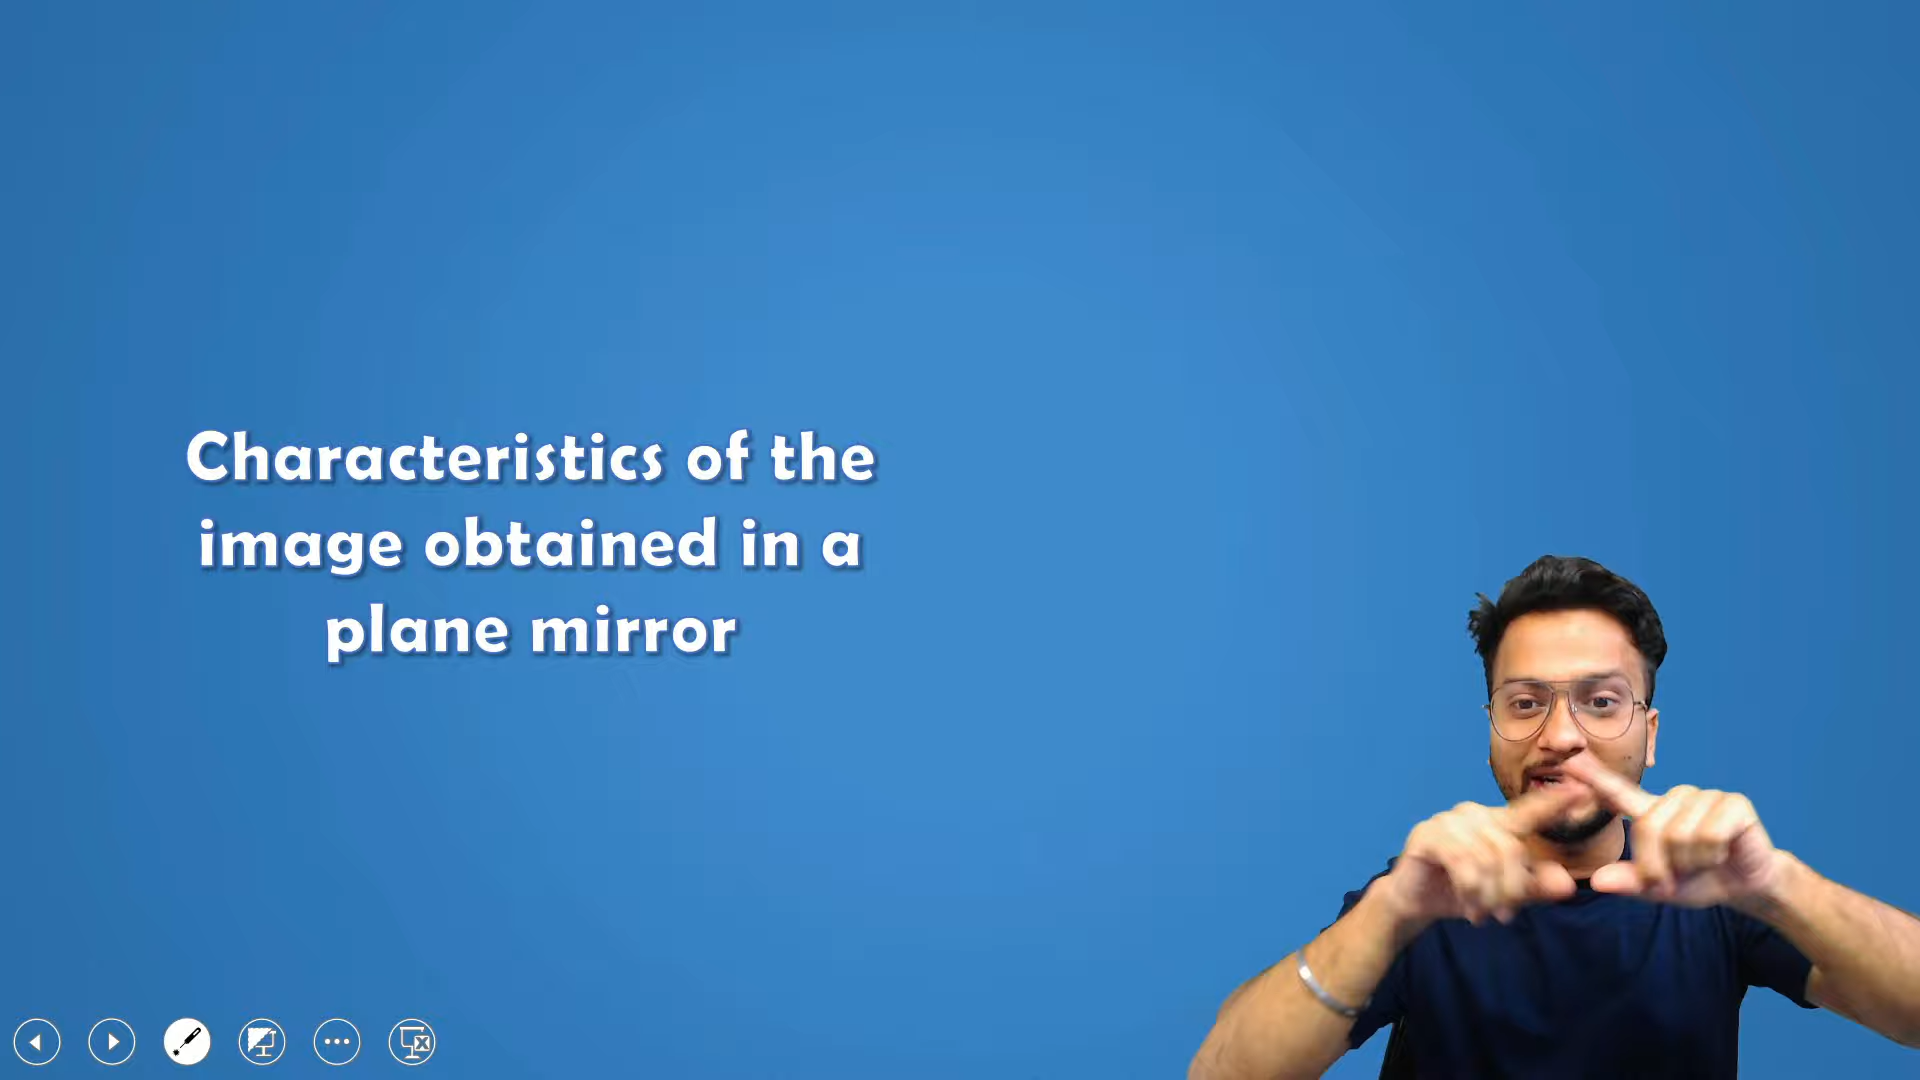 Characteristics of the
image obtained in a
plane mirror